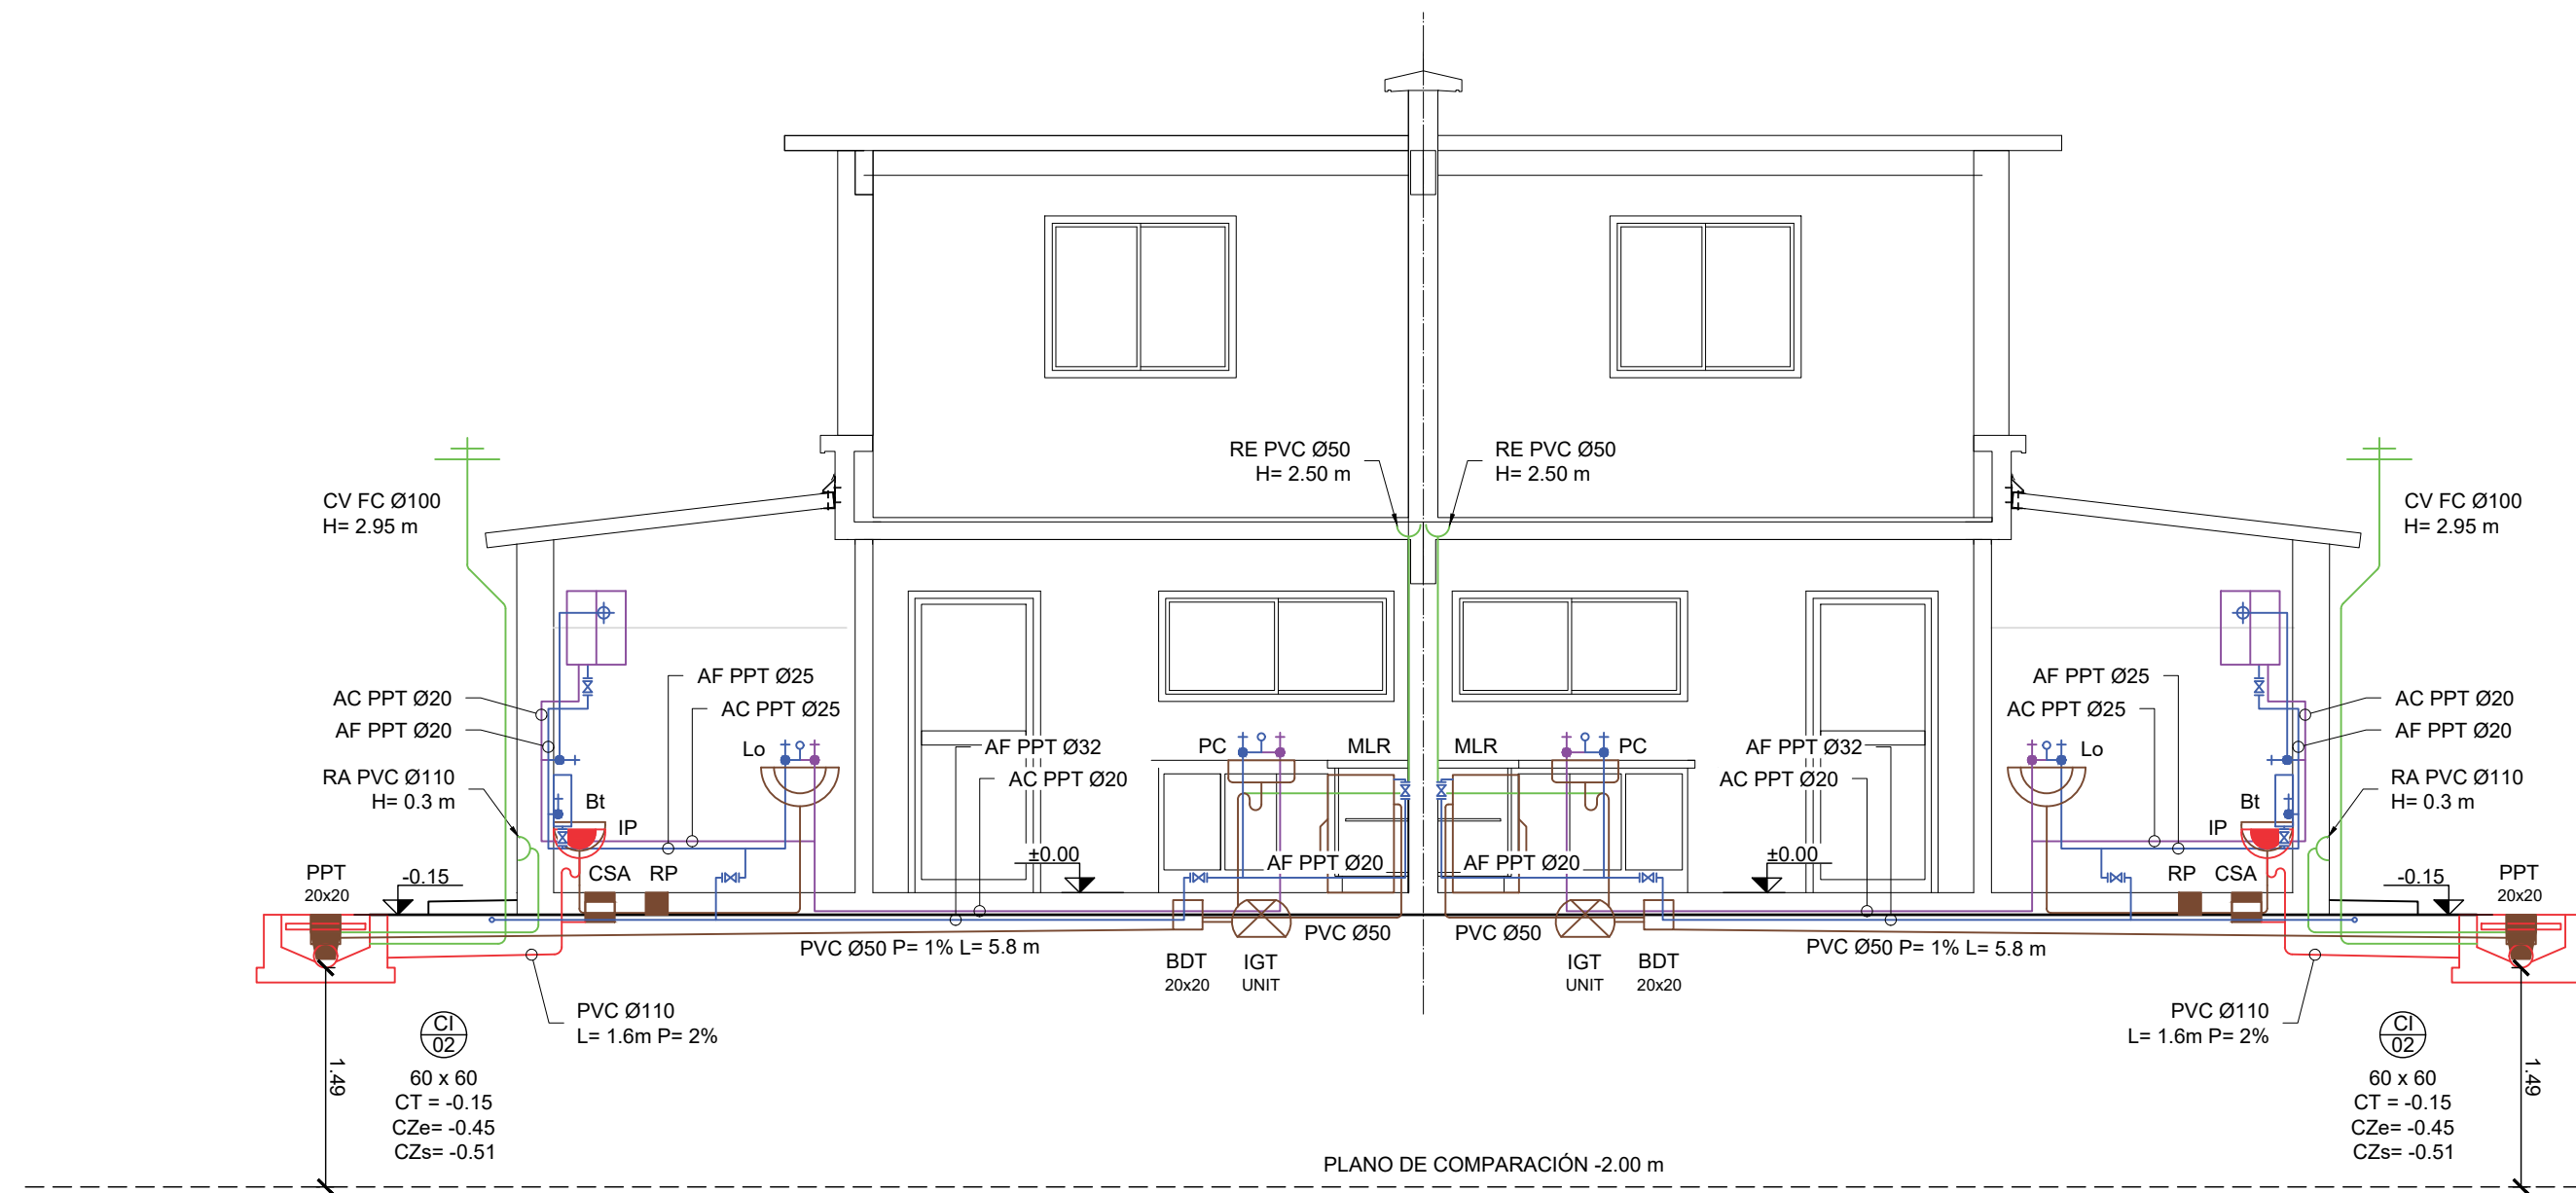 RE PVC Ø50
H= 2.50 m
RE PVC Ø50
H= 2.50 m
CV FC Ø100
H= 2.95 m
CV FC Ø100
H= 2.95 m
AF PPT Ø25
AC PPT Ø20
AC PPT Ø25
AF PPT Ø20
Lo
AF PPT Ø32
PC
MLR
MLR
PC
AF PPT Ø32
AF PPT Ø25
AC PPT Ø25
Lo
AC PPT Ø20
AF PPT Ø20
RA PVC Ø110
H= 0.3 m
AC PPT Ø20
AC PPT Ø20
RA PVC Ø110
H= 0.3 m
Bt
IP
Bt
IP
±0.00
AF PPT Ø20
AF PPT Ø20
±0.00
PPT
20x20
-0.15
CSA
RP
RP
CSA
-0.15
PPT
20x20
PVC Ø50 P= 1% L= 5.8 m
PVC Ø50
PVC Ø50
PVC Ø50 P= 1% L= 5.8 m
BDT
20x20
IGT
UNIT
IGT
UNIT
BDT
20x20
PVC Ø110
L= 1.6m P= 2%
PVC Ø110
L= 1.6m P= 2%
1.49
CI
02
60 x 60
CT = -0.15
CZe= -0.45
CZs= -0.51
CI
02
60 x 60
CT = -0.15
CZe= -0.45
CZs= -0.51
1.49
PLANO DE COMPARACIÓN -2.00 m